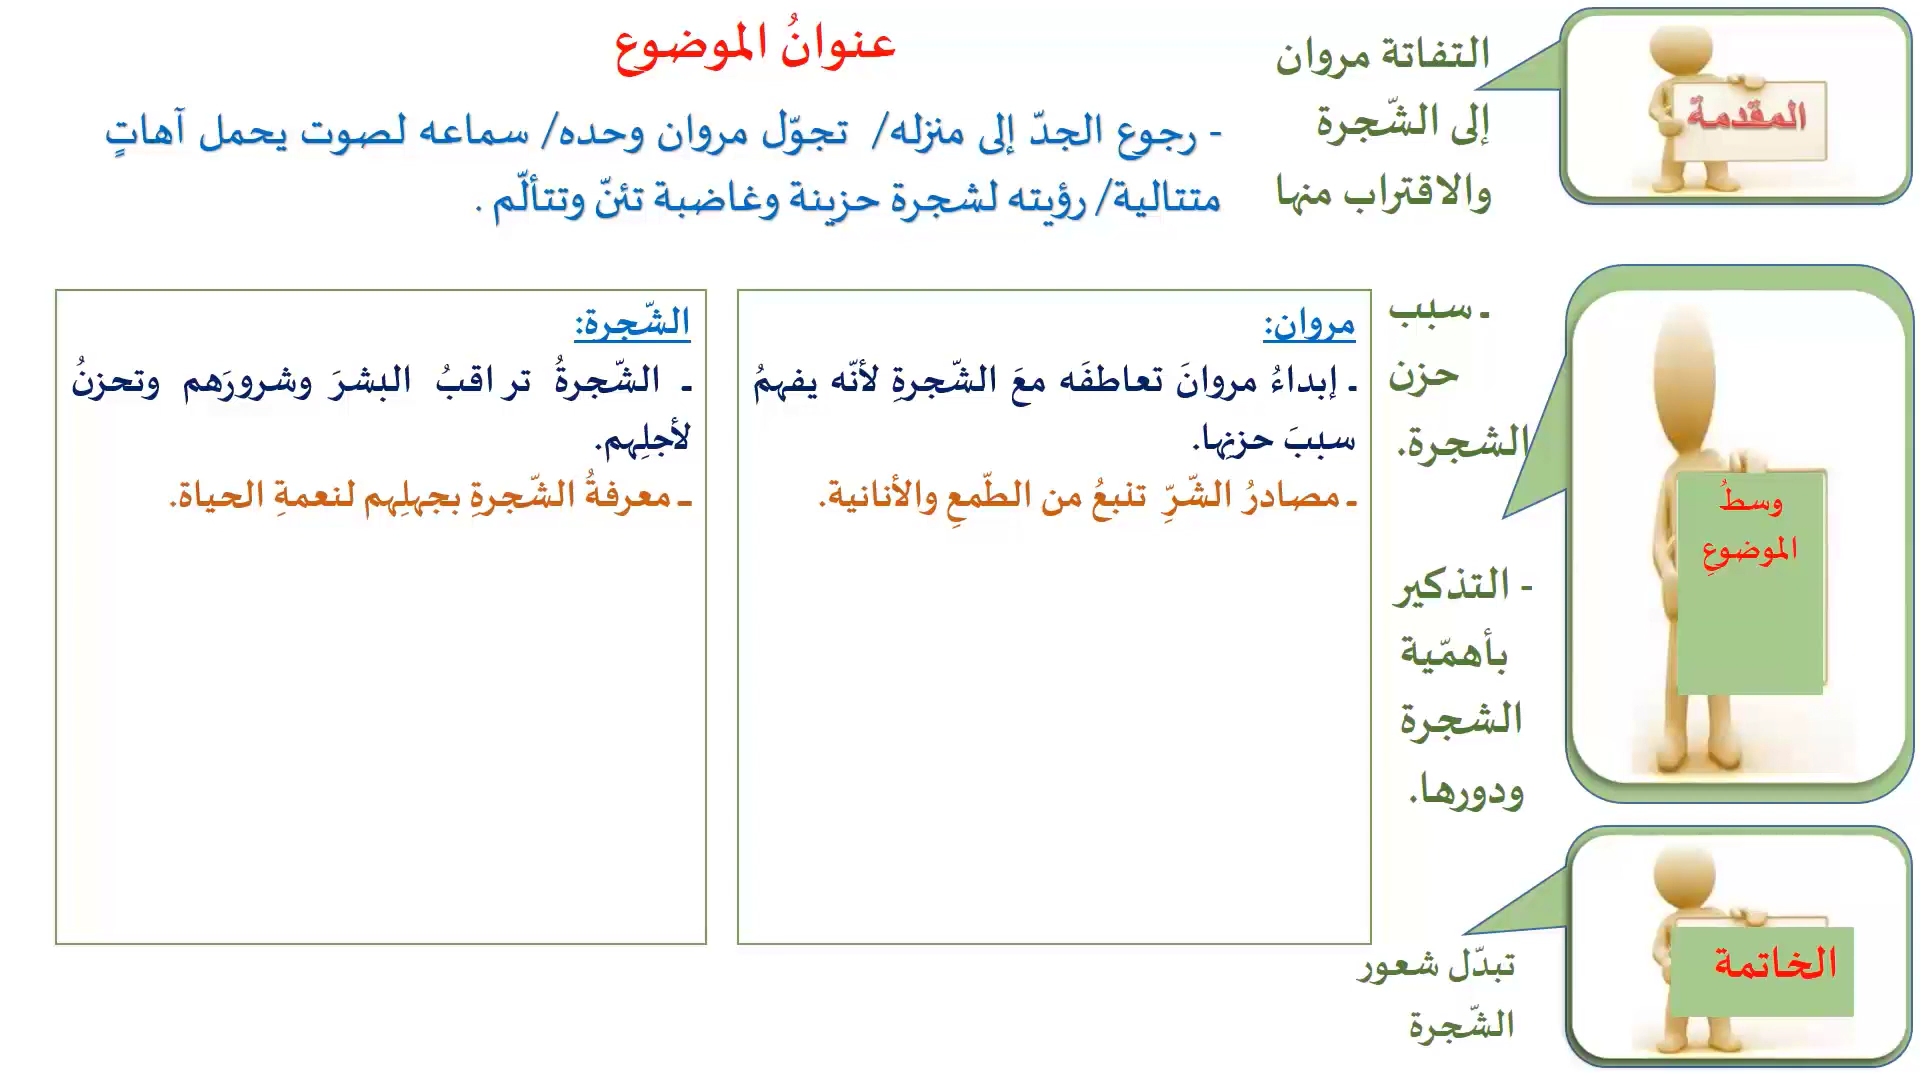 عنوانُ الموضوع
المقدمة
التفاتة مروان
إلى الشّجرة
والاقتراب منها
- رجوع الجدّ إلى منزله/ تجوّل مروان وحده/ سماعه لصوت يحمل آهاتٍ
متتالية/ رؤيته لشجرة حزينة وغاضبة تئنّ وتتألّم .
وسطُ
الموضوعِ
ـ سبب
حزن
الشجرة.
- التذكير
بأهمّية
الشجرة
ودورها.
مروان:
ـ إبداءُ مروانَ تعاطفَه معَ الشّجرةِ لأنّه يفهمُ
سببَ حزنِها.
ـ مصادرُ الشّرِّ تنبعُ من الطّمعِ والأنانية.
الشّجرة:
ـ الشّجرةُ تراقبُ البشرَ وشرورَهم وتحزنُ
لأجلِهم.
ـ معرفةُ الشّجرةِ بجهلِهم لنعمةِ الحياة.
الخاتمة
تبدّل شعور
الشّجرة